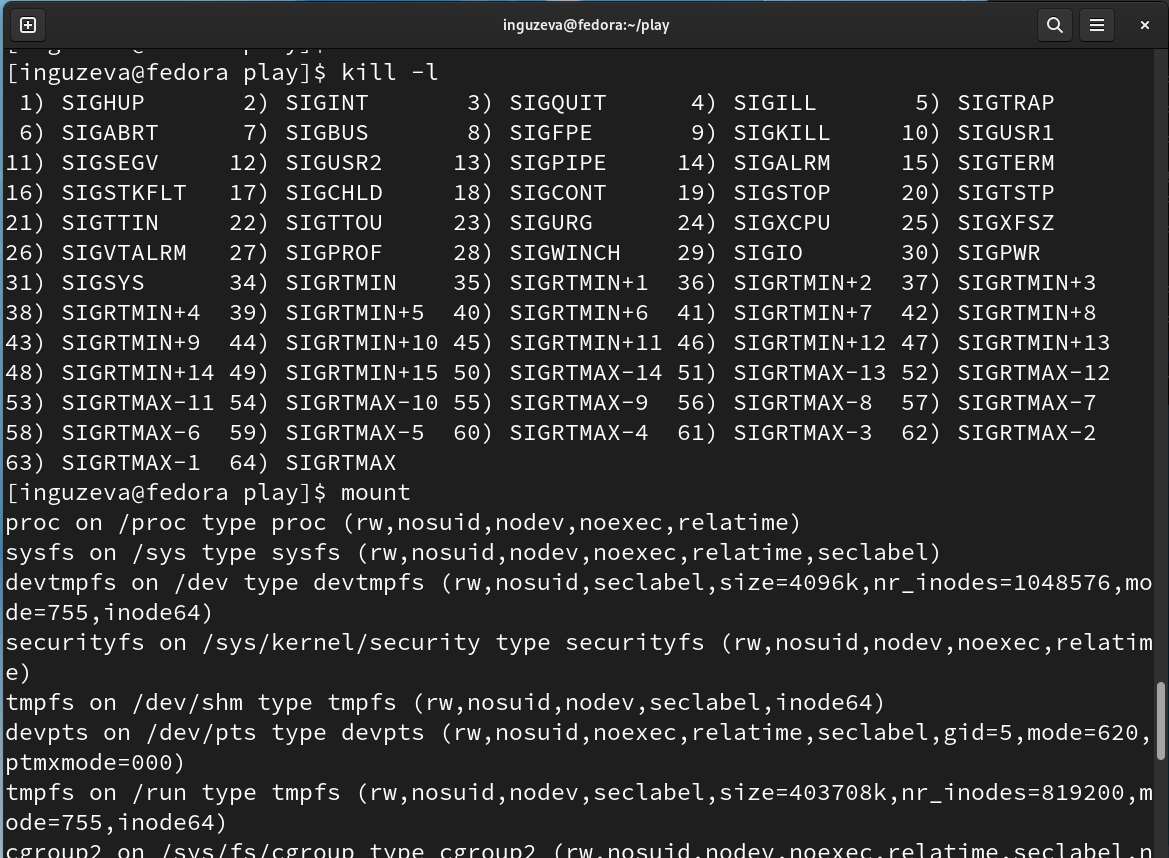 inguzeva@fedora:~/play
[inguzeva@fedora play]$ kill -l
 1) SIGHUP       2) SIGINT       3) SIGQUIT      4) SIGILL       5) SIGTRAP
 6) SIGABRT      7) SIGBUS       8) SIGFPE       9) SIGKILL     10) SIGUSR1
11) SIGSEGV     12) SIGUSR2     13) SIGPIPE     14) SIGALRM     15) SIGTERM
16) SIGSTKFLT   17) SIGCHLD     18) SIGCONT     19) SIGSTOP     20) SIGTSTP
21) SIGTTIN     22) SIGTTOU     23) SIGURG      24) SIGXCPU     25) SIGXFSZ
26) SIGVTALRM   27) SIGPROF     28) SIGWINCH    29) SIGIO       30) SIGPWR
31) SIGSYS      34) SIGRTMIN    35) SIGRTMIN+1  36) SIGRTMIN+2  37) SIGRTMIN+3
38) SIGRTMIN+4  39) SIGRTMIN+5  40) SIGRTMIN+6  41) SIGRTMIN+7  42) SIGRTMIN+8
43) SIGRTMIN+9  44) SIGRTMIN+10 45) SIGRTMIN+11 46) SIGRTMIN+12 47) SIGRTMIN+13
48) SIGRTMIN+14 49) SIGRTMIN+15 50) SIGRTMAX-14 51) SIGRTMAX-13 52) SIGRTMAX-12
53) SIGRTMAX-11 54) SIGRTMAX-10 55) SIGRTMAX-9  56) SIGRTMAX-8  57) SIGRTMAX-7
58) SIGRTMAX-6  59) SIGRTMAX-5  60) SIGRTMAX-4  61) SIGRTMAX-3  62) SIGRTMAX-2
63) SIGRTMAX-1  64) SIGRTMAX
[inguzeva@fedora play]$ mount
proc on /proc type proc (rw,nosuid,nodev,noexec,relatime)
sysfs on /sys type sysfs (rw,nosuid,nodev,noexec,relatime,seclabel)
devtmpfs on /dev type devtmpfs (rw,nosuid,seclabel,size=4096k,nr_inodes=1048576,mo
de=755,inode64)
securityfs on /sys/kernel/security type securityfs (rw,nosuid,nodev,noexec,relatim
e)
tmpfs on /dev/shm type tmpfs (rw,nosuid,nodev,seclabel,inode64)
devpts on /dev/pts type devpts (rw,nosuid,noexec,relatime,seclabel,gid=5,mode=620,
ptmxmode=000)
tmpfs on /run type tmpfs (rw,nosuid,nodev,seclabel,size=403708k,nr_inodes=819200,m
ode=755,inode64)
cgroup2 on /sys/fs/cgroup type cgroup2 (rw,nosuid,nodev,noexec,relatime,seclabel,n